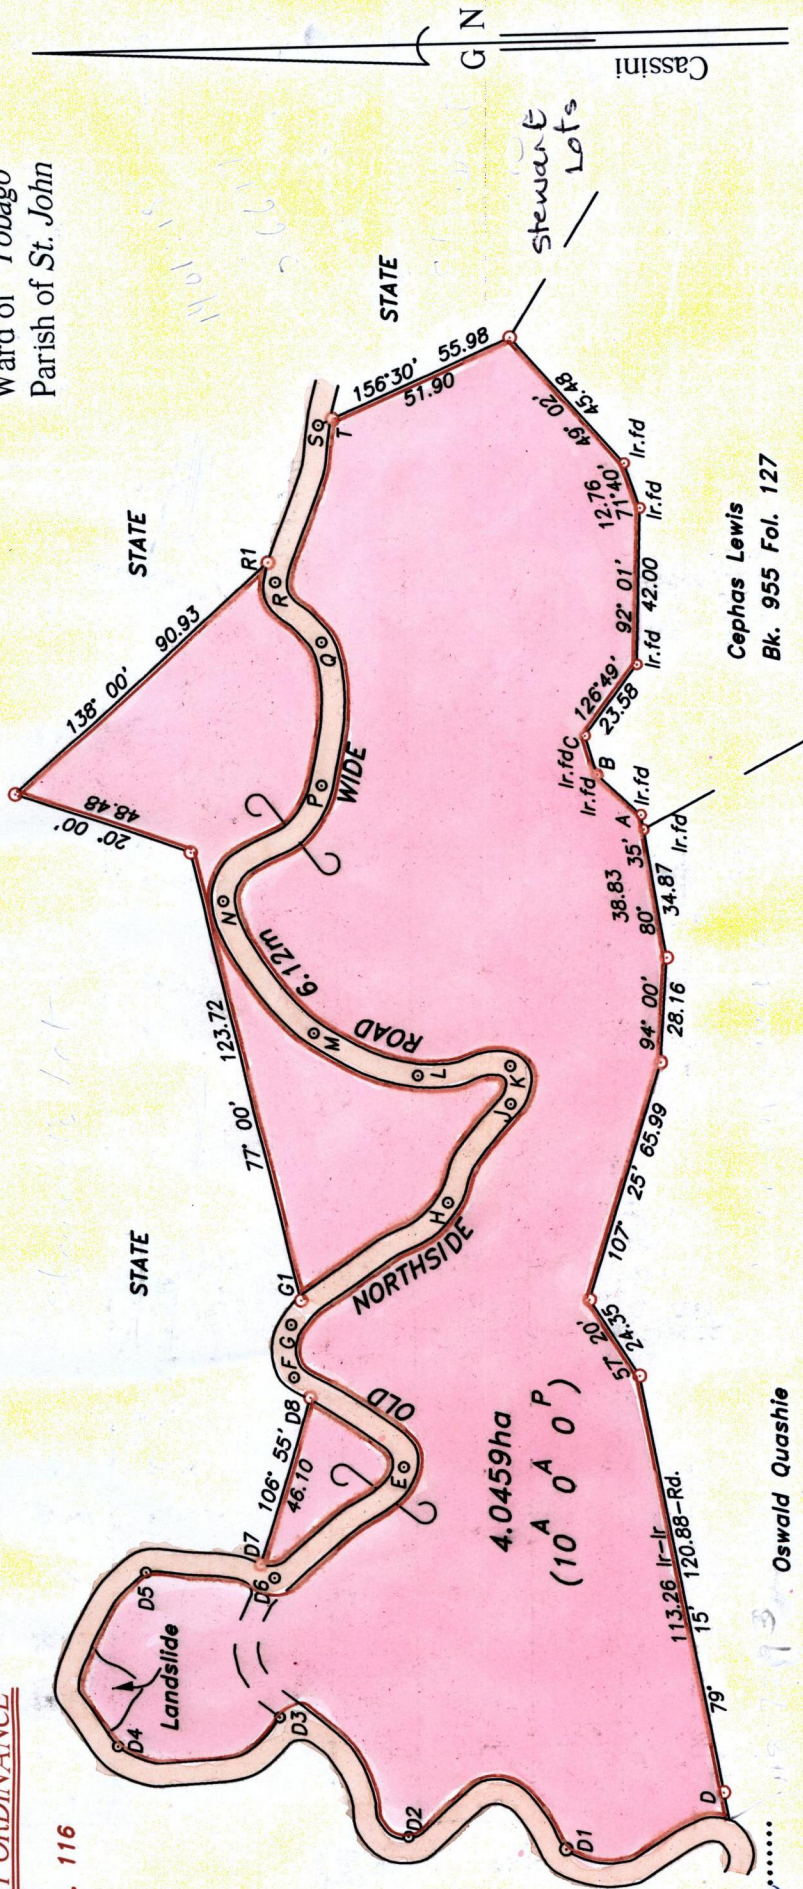 Ward of Tobago
Parish of St. John
ORDINANCE
116
G N
Cassini
Stewart
Lots
STATE
STATE
STATE
138° 00' 90.93
20° 00' 48.48
77° 00' 123.72
106° 55'
46.10
156°30' 55.98
51.90
49° 02'
45.48
12.76
71°40'
92° 01'
42.00
126°49'
23.58
38.83
80° 35'
34.87
94° 00'
28.16
107° 25' 65.99
57° 20'
24.35
113.26 Ir-Ir
79° 15' 120.88-Rd.
D
D1
D2
D3
D4
D5
D6
D7
D8
E
F
G
G1
H
J
K
L
M
N
P
Q
R
R1
S
T
A
B
C
Ir.fd
Ir.fd
Ir.fd
Ir.fd
Ir.fd
Ir.fd
Ir.fd
Landslide
OLD
NORTHSIDE
ROAD
6.12m
WIDE
4.0459ha
(10ᴬ 0ᴬ 0ᴾ)
Cephas Lewis
Bk. 955 Fol. 127
Oswald Quashie